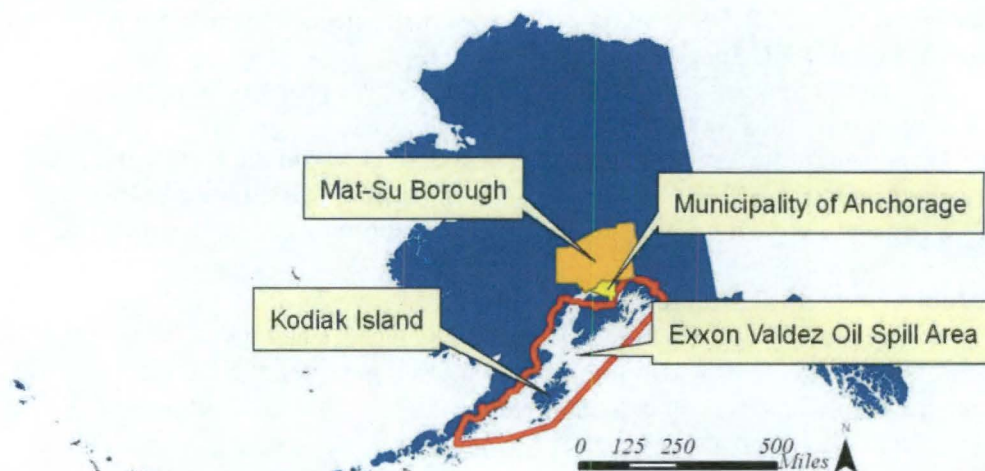 Mat-Su Borough
Municipality of Anchorage
Kodiak Island
Exxon Valdez Oil Spill Area
N
0 125 250 500
Miles